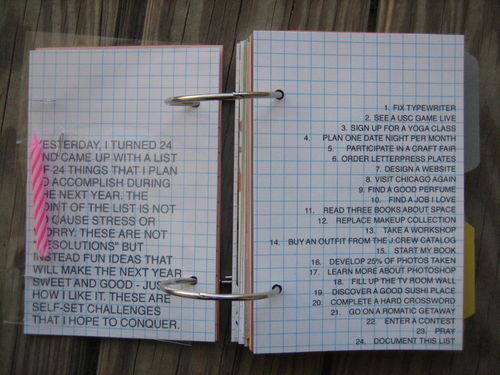 YESTERDAY, I TURNED 24
AND CAME UP WITH A LIST
OF 24 THINGS THAT I PLAN
TO ACCOMPLISH DURING
THE NEXT YEAR. THE
POINT OF THE LIST IS NOT
TO CAUSE STRESS OR
WORRY. THESE ARE NOT
"RESOLUTIONS" BUT
INSTEAD FUN IDEAS THAT
WILL MAKE THE NEXT YEAR
SWEET AND GOOD - JUST
HOW I LIKE IT. THESE ARE
SELF-SET CHALLENGES
THAT I HOPE TO CONQUER.
1. FIX TYPEWRITER
2. SEE A USC GAME LIVE
3. SIGN UP FOR A YOGA CLASS
4. PLAN ONE DATE NIGHT PER MONTH
5. PARTICIPATE IN A CRAFT FAIR
6. ORDER LETTERPRESS PLATES
7. DESIGN A WEBSITE
8. VISIT CHICAGO AGAIN
9. FIND A GOOD PERFUME
10. FIND A JOB I LOVE
11. READ THREE BOOKS ABOUT SPACE
12. REPLACE MAKEUP COLLECTION
13. TAKE A WORKSHOP
14. BUY AN OUTFIT FROM THE J.CREW CATALOG
15. START MY BOOK
16. DEVELOP 25% OF PHOTOS TAKEN
17. LEARN MORE ABOUT PHOTOSHOP
18. FILL UP THE TV ROOM WALL
19. DISCOVER A GOOD SUSHI PLACE
20. COMPLETE A HARD CROSSWORD
21. GO ON A ROMATIC GETAWAY
22. ENTER A CONTEST
23. PRAY
24. DOCUMENT THIS LIST